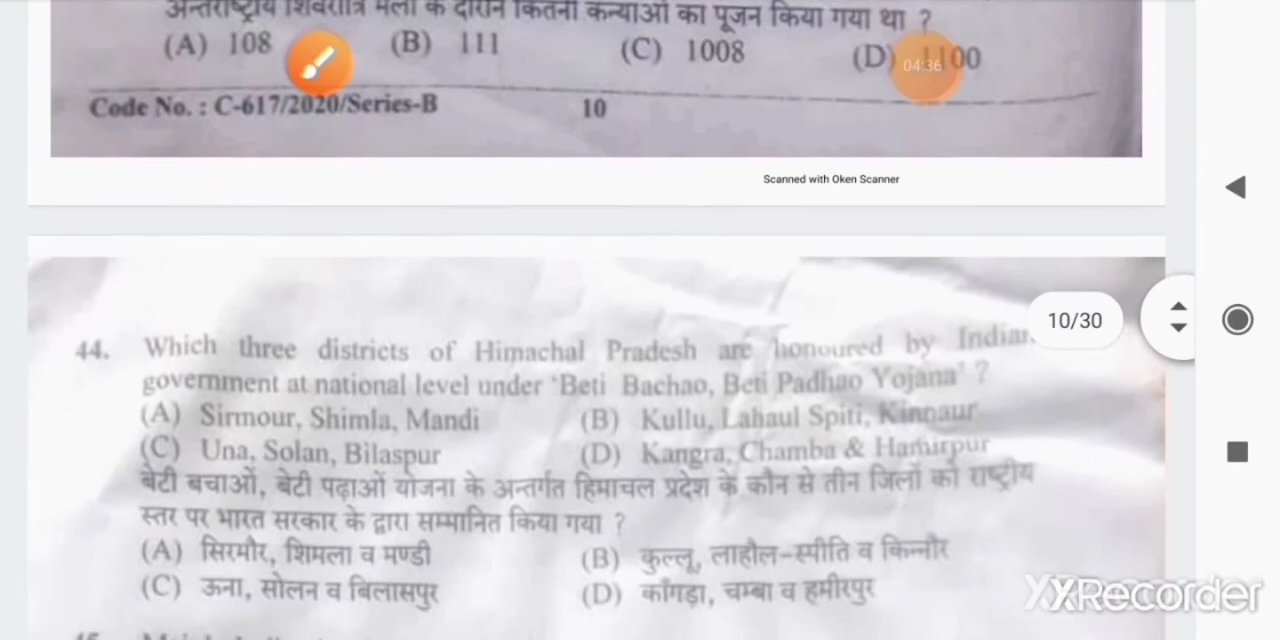 अन्तर्राष्ट्रीय शिवरात्रि मेलों के दौरान कितनी कन्याओं का पूजन किया गया था ?
(A) 108 (B) 111 (C) 1008 (D) 1100
04:36
Code No. : C-617/2020/Series-B 10
Scanned with Oken Scanner
10/30
44. Which three districts of Himachal Pradesh are honoured by Indian
government at national level under ‘Beti Bachao, Beti Padhao Yojana’ ?
(A) Sirmour, Shimla, Mandi (B) Kullu, Lahaul Spiti, Kinnaur
(C) Una, Solan, Bilaspur (D) Kangra, Chamba & Hamirpur
बेटी बचाओं, बेटी पढ़ाओं योजना के अन्तर्गत हिमाचल प्रदेश के कौन से तीन जिलों को राष्ट्रीय
स्तर पर भारत सरकार के द्वारा सम्मानित किया गया ?
(A) सिरमौर, शिमला व मण्डी (B) कुल्लू, लाहौल-स्पीति व किन्नौर
(C) ऊना, सोलन व बिलासपुर (D) काँगड़ा, चम्बा व हमीरपुर
XRecorder